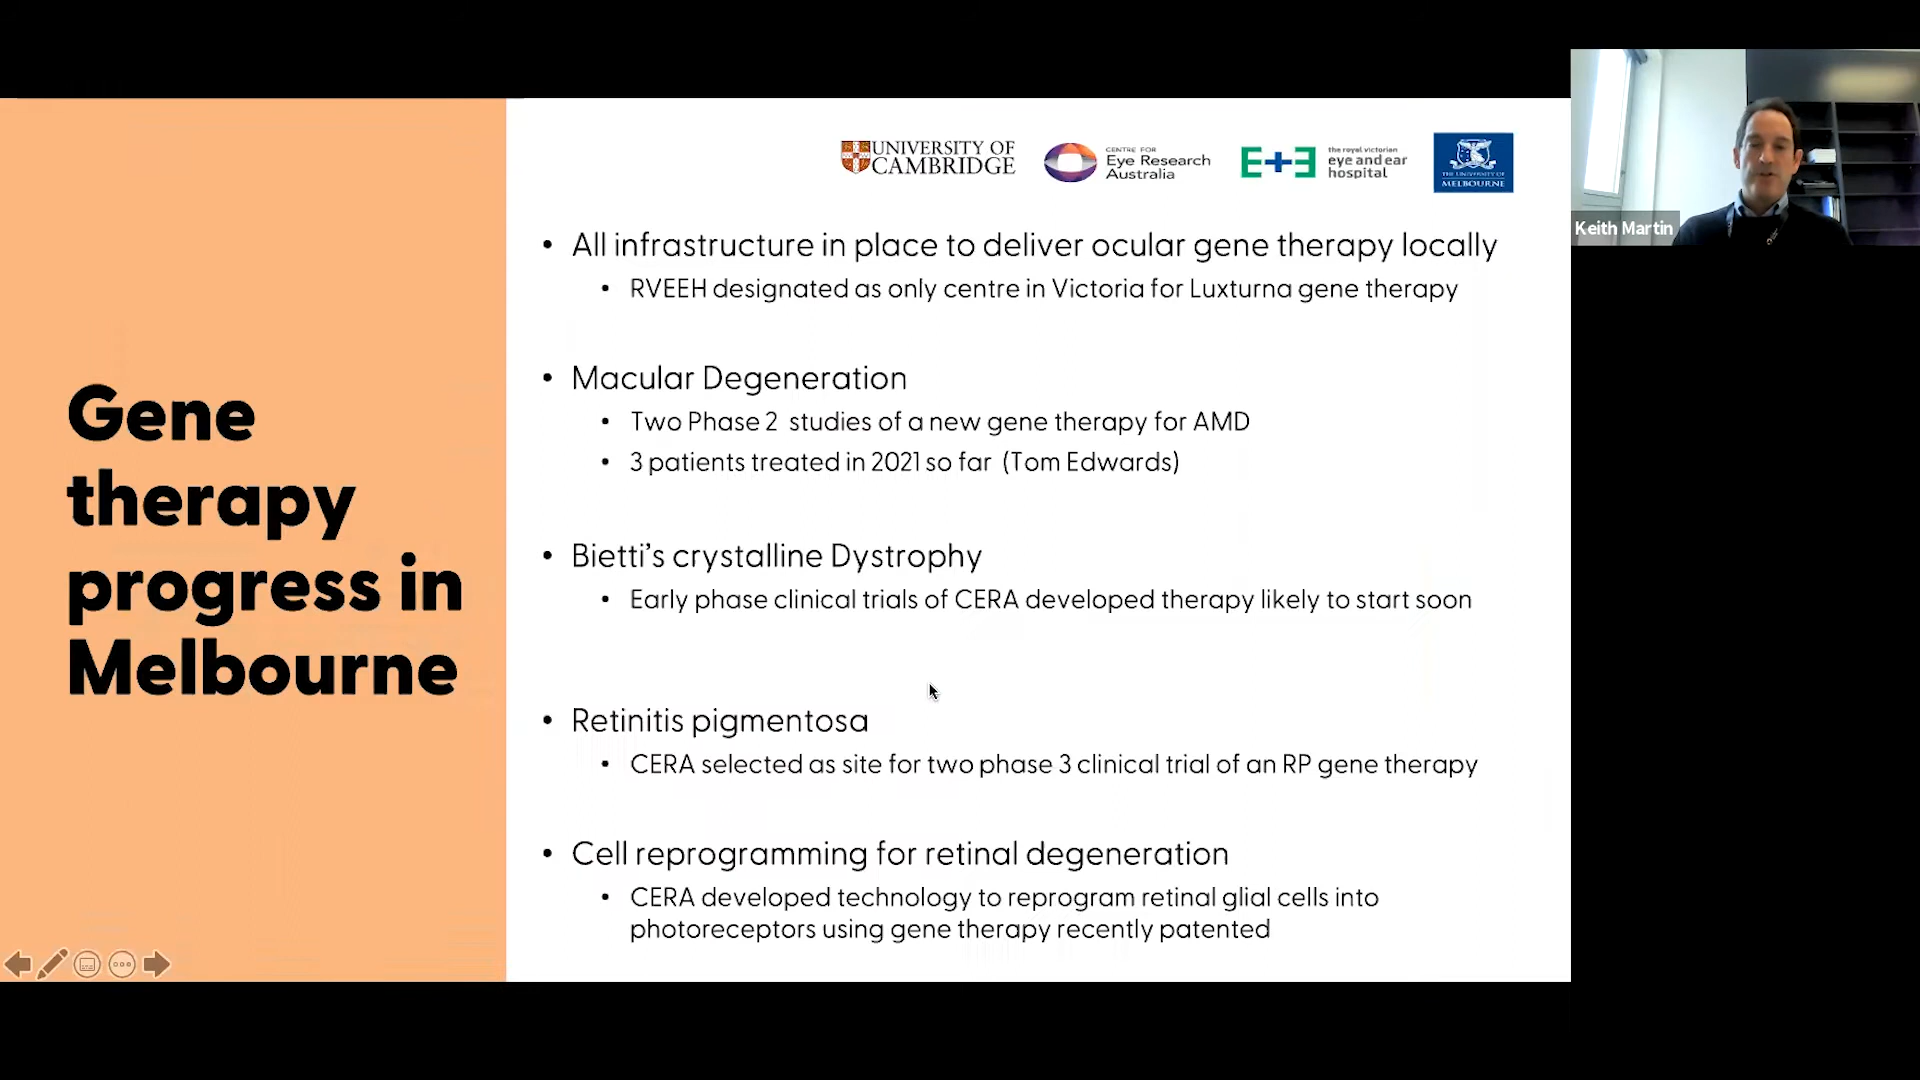 UNIVERSITY OF
CAMBRIDGE
CENTRE FOR
Eye Research
Australia
E+3
the royal victorian
eye and ear
hospital
THE UNIVERSITY OF
MELBOURNE
Keith Martin
Gene
therapy
progress in
Melbourne
• All infrastructure in place to deliver ocular gene therapy locally
• RVEEH designated as only centre in Victoria for Luxturna gene therapy
• Macular Degeneration
• Two Phase 2 studies of a new gene therapy for AMD
• 3 patients treated in 2021 so far (Tom Edwards)
• Bietti's crystalline Dystrophy
• Early phase clinical trials of CERA developed therapy likely to start soon
• Retinitis pigmentosa
• CERA selected as site for two phase 3 clinical trial of an RP gene therapy
• Cell reprogramming for retinal degeneration
• CERA developed technology to reprogram retinal glial cells into
photoreceptors using gene therapy recently patented